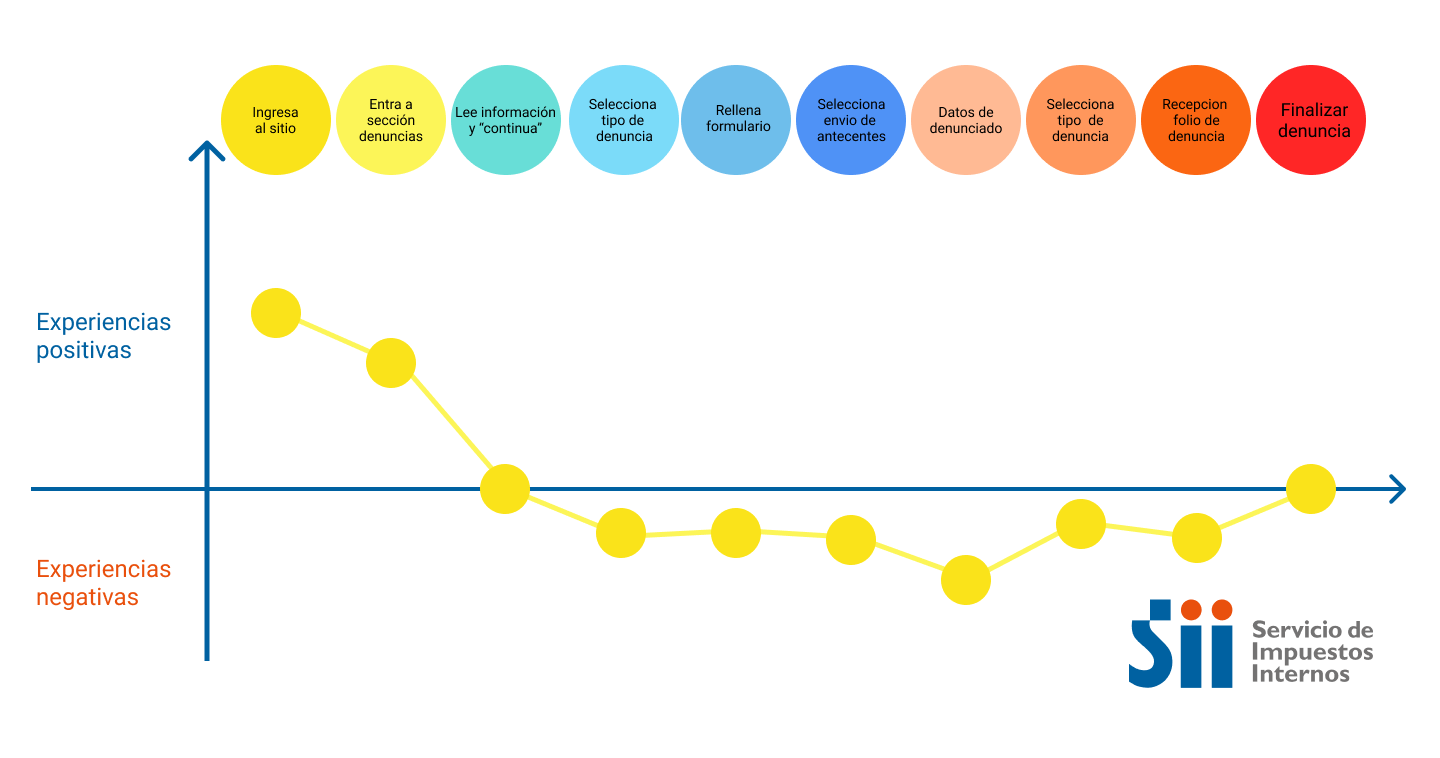 Ingresa
al sitio
Entra a
sección
denuncias
Lee información
y “continua”
Selecciona
tipo de
denuncia
Rellena
formulario
Selecciona
envio de
antecentes
Datos de
denunciado
Selecciona
tipo de
denuncia
Recepcion
folio de
denuncia
Finalizar
denuncia
Experiencias
positivas
Experiencias
negativas
Sii
Servicio de
Impuestos
Internos